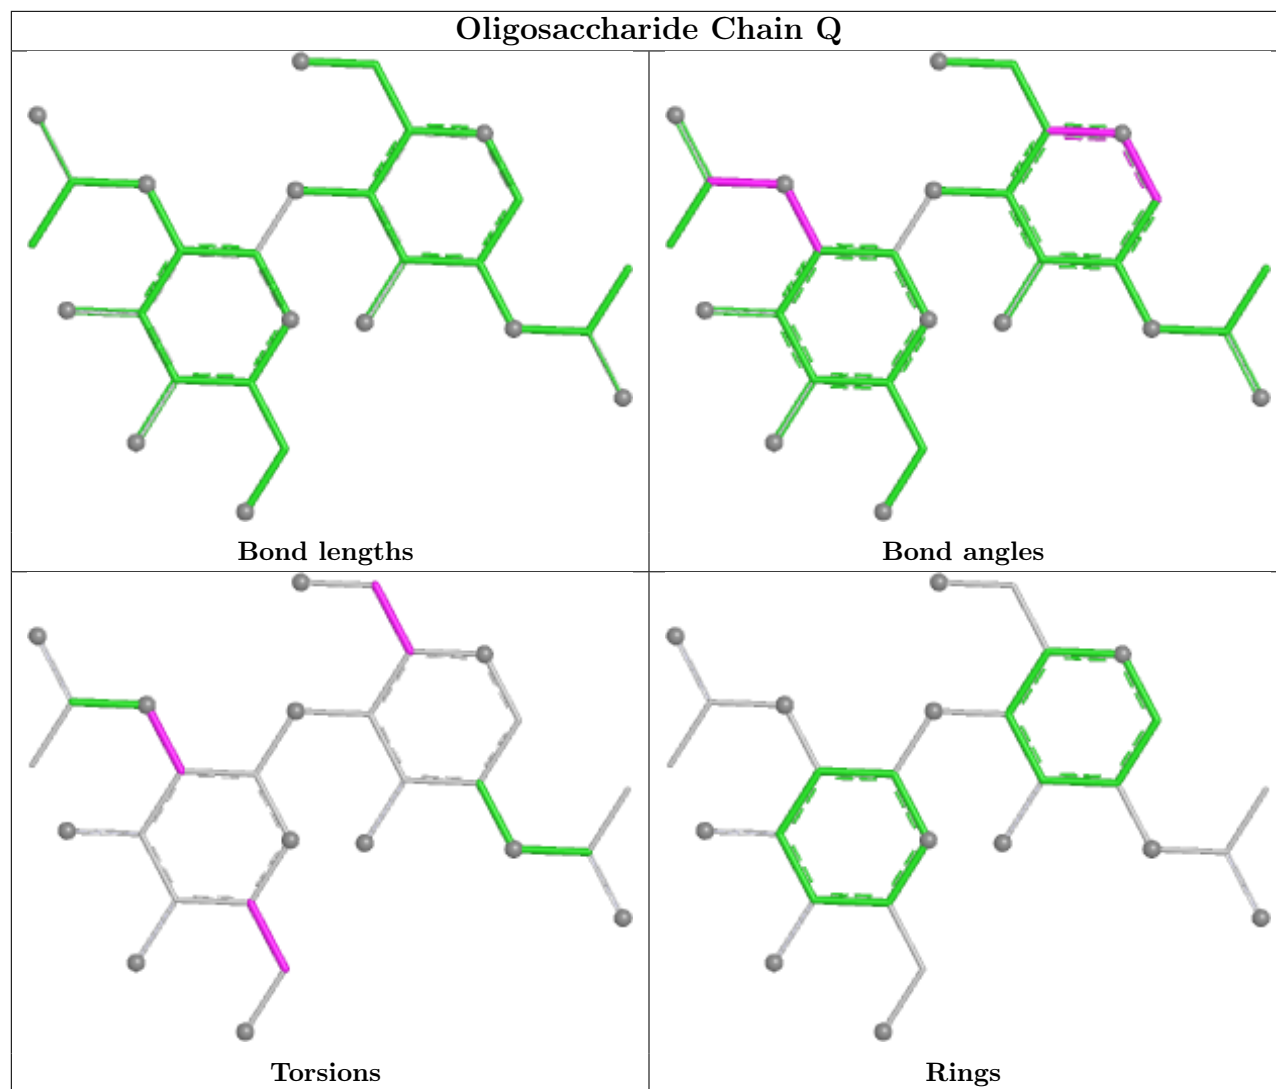 Oligosaccharide Chain Q
Bond lengths
Bond angles
Torsions
Rings